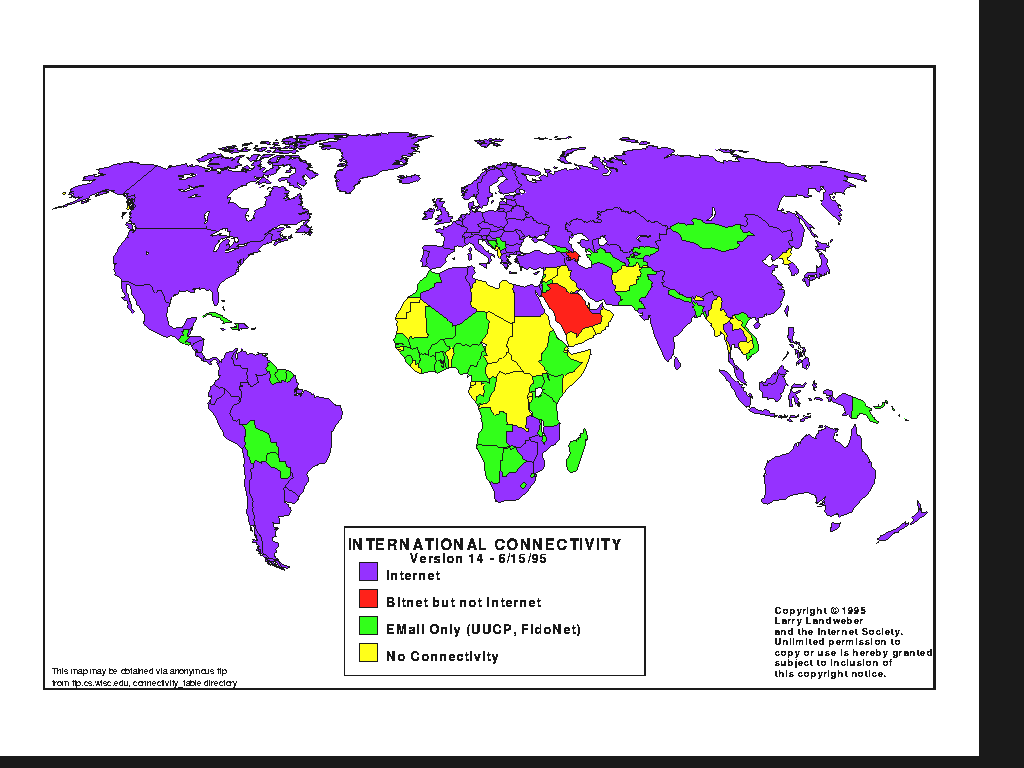 INTERNATIONAL CONNECTIVITY
Version 14 - 6/15/95
Internet
Bitnet but not Internet
EMail Only (UUCP, FidoNet)
No Connectivity
Copyright © 1995
Larry Landweber
and the Internet Society.
Unlimited permission to
copy or use is hereby granted
subject to inclusion of
this copyright notice.
This map may be obtained via anonymous ftp
from ftp.cs.wisc.edu, connectivity_table directory